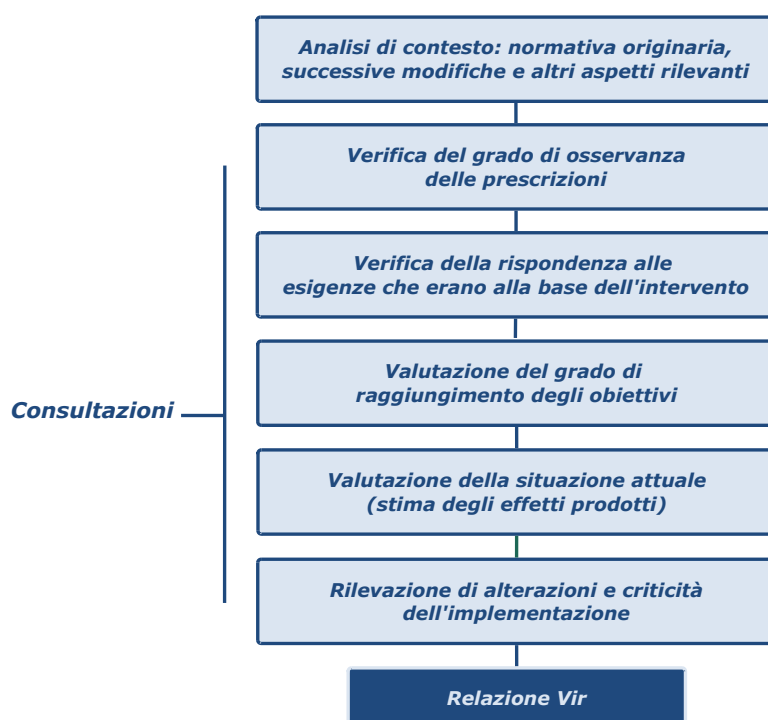 Analisi di contesto: normativa originaria,
successive modifiche e altri aspetti rilevanti
Verifica del grado di osservanza
delle prescrizioni
Verifica della rispondenza alle
esigenze che erano alla base dell'intervento
Valutazione del grado di
raggiungimento degli obiettivi
Consultazioni
Valutazione della situazione attuale
(stima degli effetti prodotti)
Rilevazione di alterazioni e criticità
dell'implementazione
Relazione Vir